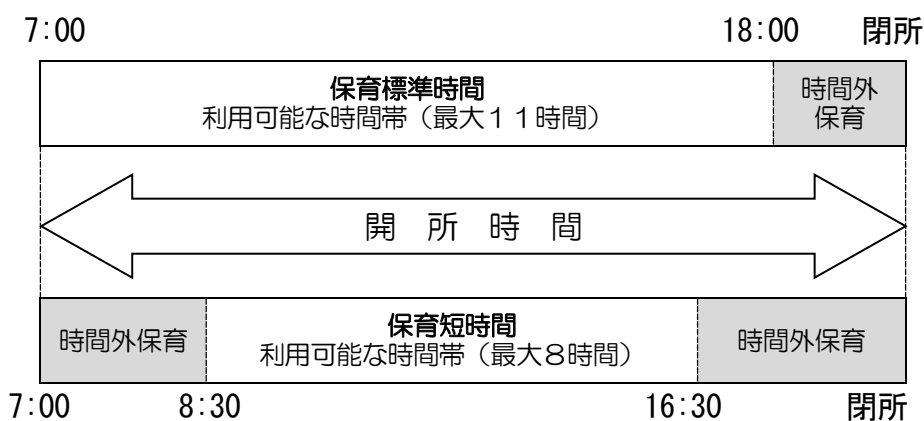 7:00 18:00 閉所
保育標準時間
利用可能な時間帯（最大11時間）
時間外
保育
開所時間
時間外保育
保育短時間
利用可能な時間帯（最大8時間）
時間外保育
7:00 8:30 16:30 閉所